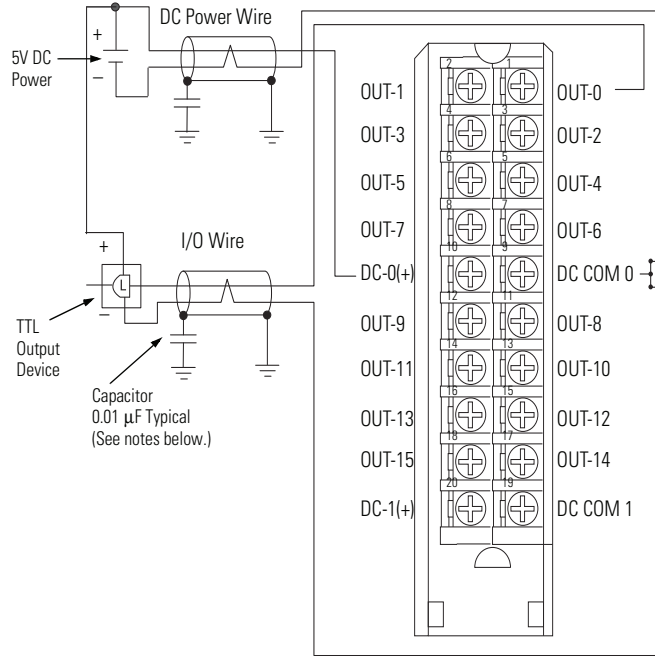 DC Power Wire
+
5V DC
Power
–
I/O Wire
+
L
–
TTL
Output
Device
Capacitor
0.01 μF Typical
(See notes below.)
2 1
OUT-1 OUT-0
4 3
OUT-3 OUT-2
6 5
OUT-5 OUT-4
8 7
OUT-7 OUT-6
10 9
DC-0(+) DC COM 0
12 11
OUT-9 OUT-8
14 13
OUT-11 OUT-10
16 15
OUT-13 OUT-12
18 17
OUT-15 OUT-14
20 19
DC-1(+) DC COM 1